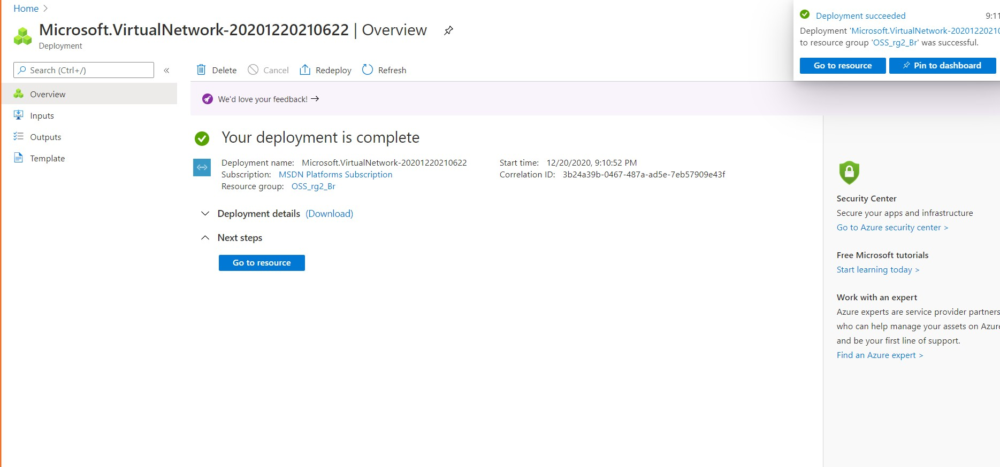 Home
Microsoft.VirtualNetwork-20201220210622 | Overview
Deployment
Search (Ctrl+/)
Overview
Inputs
Outputs
Template
Delete Cancel Redeploy Refresh
We'd love your feedback! →
Your deployment is complete
Deployment name: Microsoft.VirtualNetwork-20201220210622
Subscription: MSDN Platforms Subscription
Resource group: OSS_rg2_Br
Start time: 12/20/2020, 9:10:52 PM
Correlation ID: 3b24a39b-0467-487a-ad5e-7eb57909e43f
Deployment details (Download)
Next steps
Go to resource
Deployment succeeded 9:11
Deployment 'Microsoft.VirtualNetwork-20201220210
to resource group 'OSS_rg2_Br' was successful.
Go to resource Pin to dashboard
Security Center
Secure your apps and infrastructure
Go to Azure security center >
Free Microsoft tutorials
Start learning today >
Work with an expert
Azure experts are service provider partners
who can help manage your assets on Azure
and be your first line of support.
Find an Azure expert >